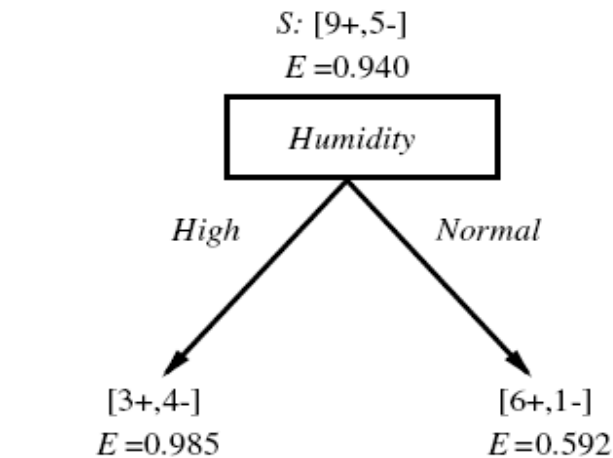 S: [9+,5-]
E =0.940
Humidity
High
Normal
[3+,4-]
[6+,1-]
E =0.985
E =0.592